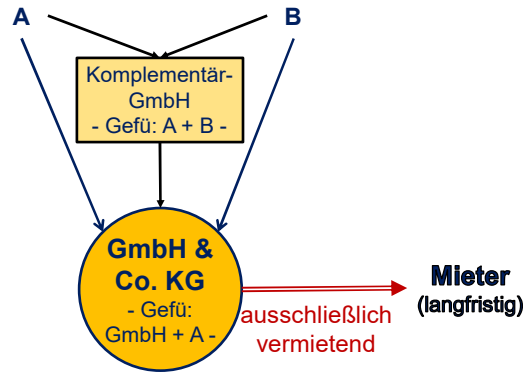 A
B
Komplementär-
GmbH
- Gefü: A + B -
GmbH &
Co. KG
- Gefü:
GmbH + A -
ausschließlich
vermietend
Mieter
(langfristig)